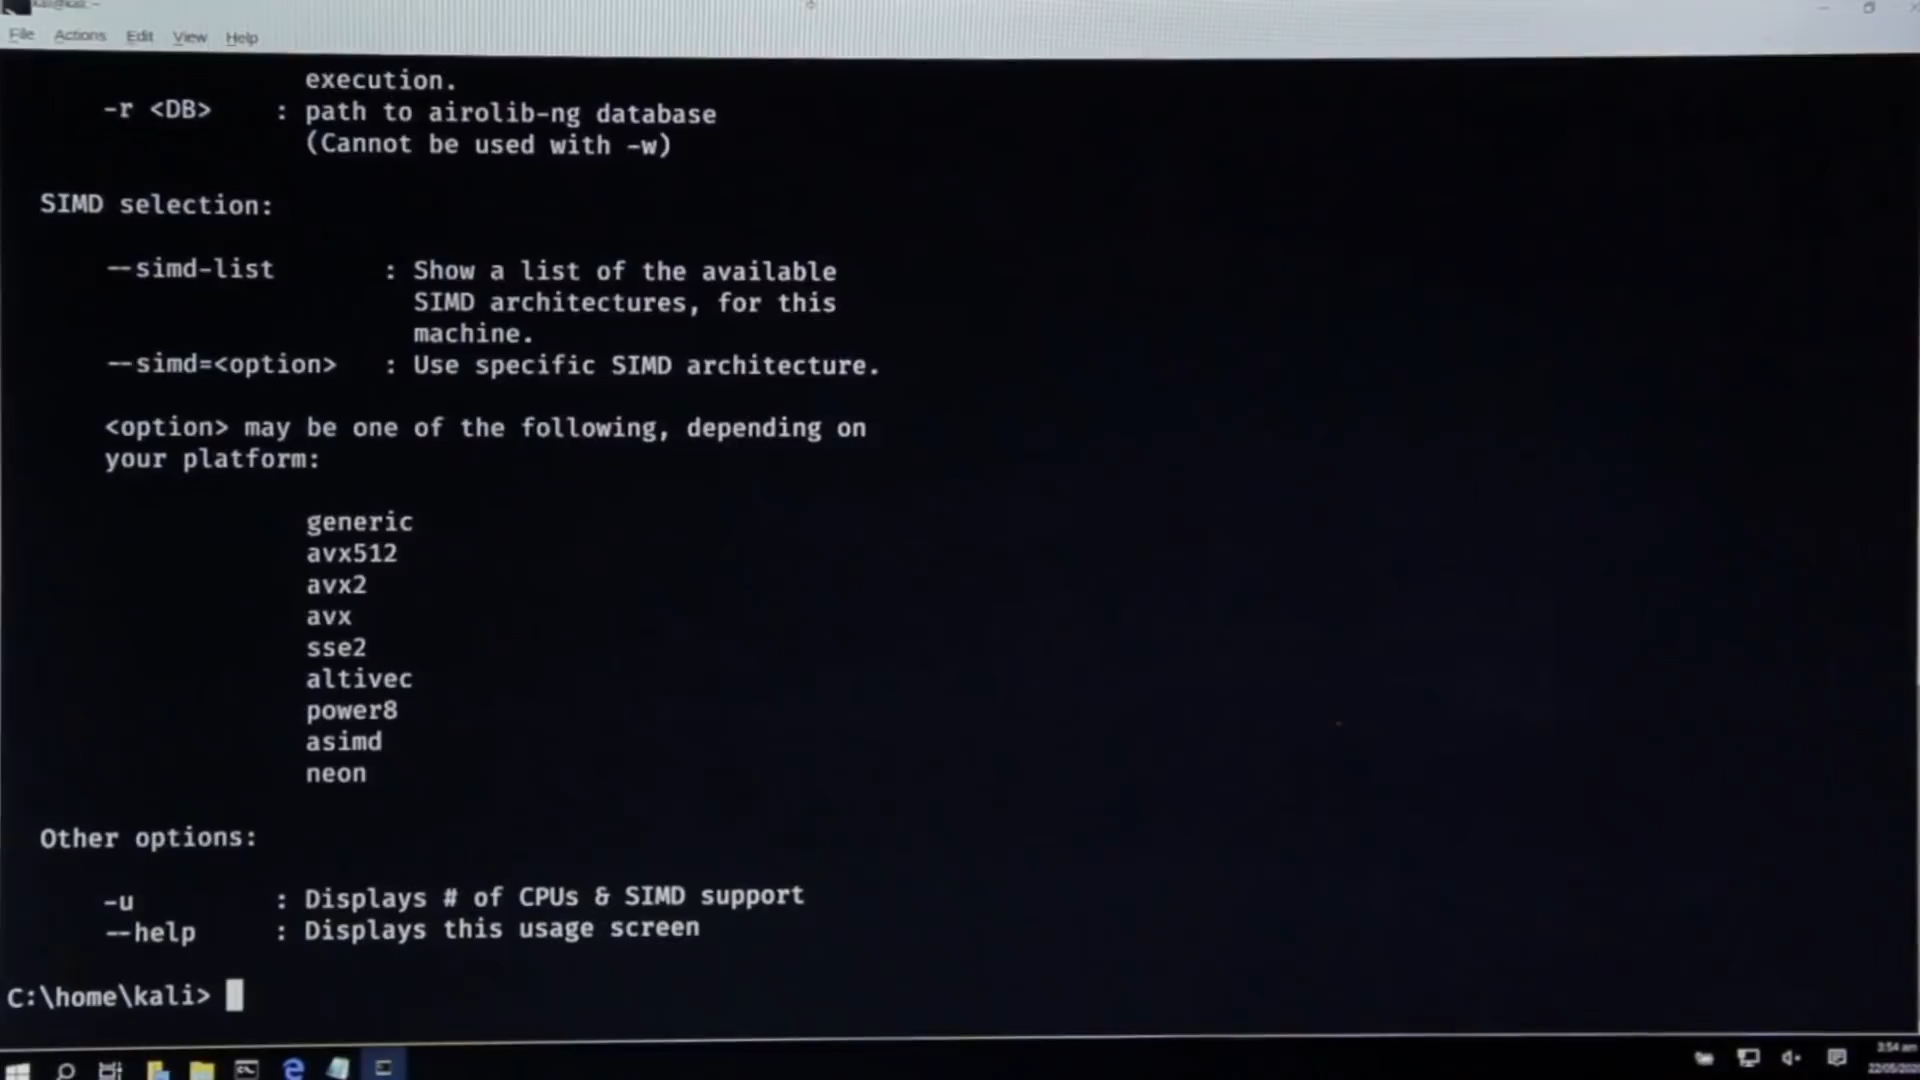 File Actions Edit View Help
execution.
-r <DB> : path to airolib-ng database
(Cannot be used with -w)
SIMD selection:
--simd-list : Show a list of the available
SIMD architectures, for this
machine.
--simd=<option> : Use specific SIMD architecture.
<option> may be one of the following, depending on
your platform:
generic
avx512
avx2
avx
sse2
altivec
power8
asimd
neon
Other options:
-u : Displays # of CPUs & SIMD support
--help : Displays this usage screen
C:\home\kali>
3:54 am